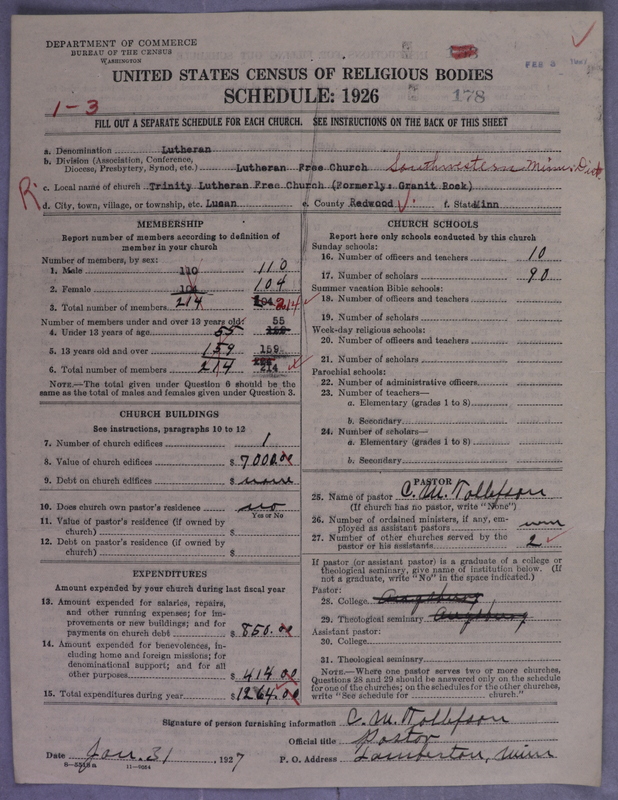 DEPARTMENT OF COMMERCE
BUREAU OF THE CENSUS
WASHINGTON
FEB 3
UNITED STATES CENSUS OF RELIGIOUS BODIES
SCHEDULE: 1926
178
1-3
FILL OUT A SEPARATE SCHEDULE FOR EACH CHURCH. SEE INSTRUCTIONS ON THE BACK OF THIS SHEET
a. Denomination Lutheran
b. Division (Association, Conference,
Diocese, Presbytery, Synod, etc.) Lutheran Free Church Southwestern Minn. Dist.
R. c. Local name of church Trinity Lutheran Free Church (Formerly: Granit Rock)
d. City, town, village, or township, etc. Lucan e. County Redwood f. State Minn
MEMBERSHIP
Report number of members according to definition of
member in your church
Number of members, by sex:
1. Male 110 110
2. Female 104 104
3. Total number of members 214 214
Number of members under and over 13 years old: 55
4. Under 13 years of age 55
5. 13 years old and over 159 159
6. Total number of members 214 214
NOTE.—The total given under Question 6 should be the
same as the total of males and females given under Question 3.
CHURCH BUILDINGS
See instructions, paragraphs 10 to 12
7. Number of church edifices 1
8. Value of church edifices $ 7000.00
9. Debt on church edifices $ none
10. Does church own pastor's residence? no
Yes or No
11. Value of pastor's residence (if owned by
church) $
12. Debt on pastor's residence (if owned by
church) $
EXPENDITURES
Amount expended by your church during last fiscal year
13. Amount expended for salaries, repairs,
and other running expenses; for im-
provements or new buildings; and for
payments on church debt $ 850.00
14. Amount expended for benevolences, in-
cluding home and foreign missions; for
denominational support; and for all
other purposes $ 414.00
15. Total expenditures during year $ 1264.00
CHURCH SCHOOLS
Report here only schools conducted by this church
Sunday schools:
16. Number of officers and teachers 10
17. Number of scholars 90
Summer vacation Bible schools:
18. Number of officers and teachers
19. Number of scholars
Week-day religious schools:
20. Number of officers and teachers
21. Number of scholars
Parochial schools:
22. Number of administrative officers
23. Number of teachers—
a. Elementary (grades 1 to 8)
b. Secondary
24. Number of scholars—
a. Elementary (grades 1 to 8)
b. Secondary
PASTOR
25. Name of pastor C. M. Tollefson
(If church has no pastor, write "None")
26. Number of ordained ministers, if any, em-
ployed as assistant pastors
27. Number of other churches served by the
pastor or his assistants 2
If pastor (or assistant pastor) is a graduate of a college or
theological seminary, give name of institution below. (If
not a graduate, write "No" in the space indicated.)
Pastor:
28. College Augsburg
29. Theological seminary Augsburg
Assistant pastor:
30. College
31. Theological seminary
NOTE.—Where one pastor serves two or more churches,
Questions 28 and 29 should be answered only on the schedule
for one of the churches; on the schedules for the other churches,
write "See schedule for church."
Signature of person furnishing information C. M. Tollefson
Official title Pastor
Date Jan. 31 1927 P. O. Address Lamberton, Minn
8—5515a 11—9024